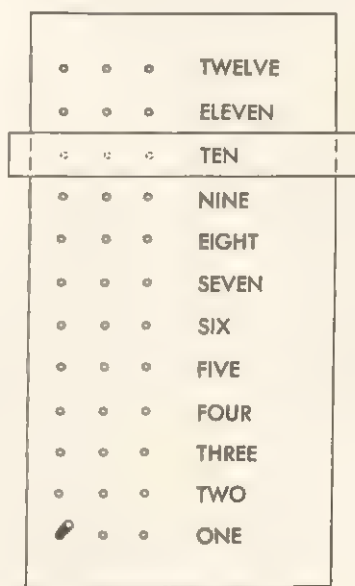 TWELVE
ELEVEN
TEN
NINE
EIGHT
SEVEN
SIX
FIVE
FOUR
THREE
TWO
ONE